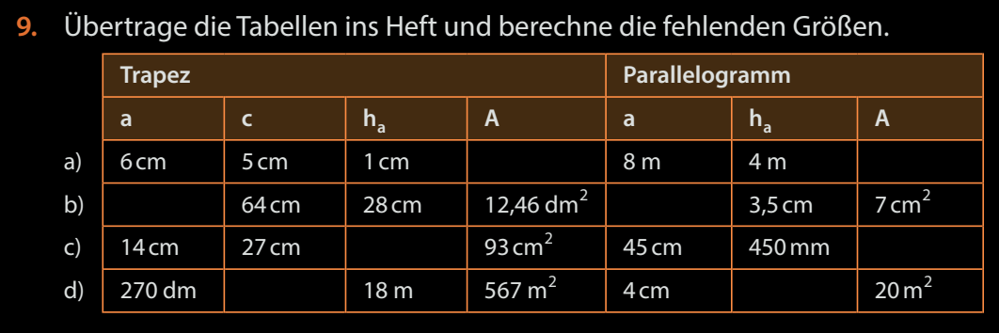 9. Übertrage die Tabellen ins Heft und berechne die fehlenden Größen.
Trapez Parallelogramm
a c hₐ A a hₐ A
a) 6 cm 5 cm 1 cm 8 m 4 m
b) 64 cm 28 cm 12,46 dm² 3,5 cm 7 cm²
c) 14 cm 27 cm 93 cm² 45 cm 450 mm
d) 270 dm 18 m 567 m² 4 cm 20 m²